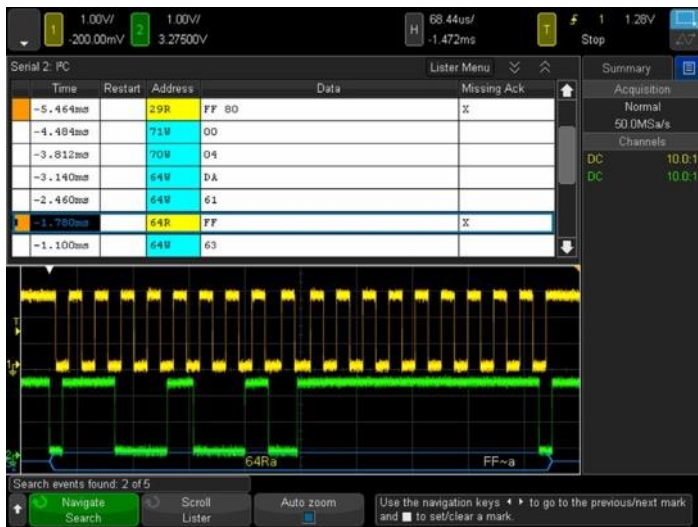 1 1.00V/ 2 1.00V/ H 68.44us/ T 1 1.28V
-200.00mV 3.27500V -1.472ms Stop
Serial 2: I²C Lister Menu Summary
Time Restart Address Data Missing Ack
-5.464ms 29R FF 80 X
-4.484ms 71W 00
-3.812ms 70W 04
-3.140ms 64W DA
-2.460ms 64W 61
-1.780ms 64R FF X
-1.100ms 64W 63
Acquisition
Normal
50.0MSa/s
Channels
DC 10.0:1
DC 10.0:1
T
64Ra FF~a
Search events found: 2 of 5
Navigate Search
Scroll Lister
Auto zoom
Use the navigation keys to go to the previous/next mark
and to set/clear a mark.